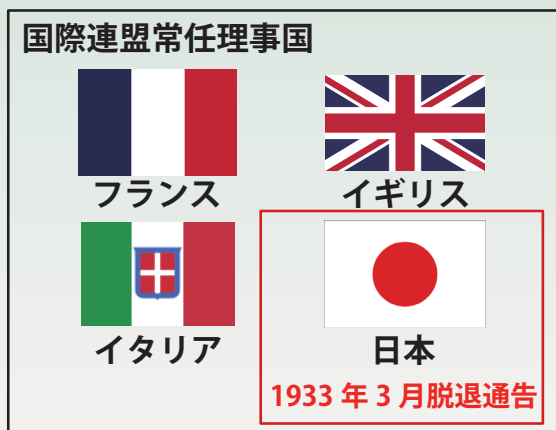 国際連盟常任理事国
フランス
イギリス
イタリア
日本
1933 年 3 月脱退通告